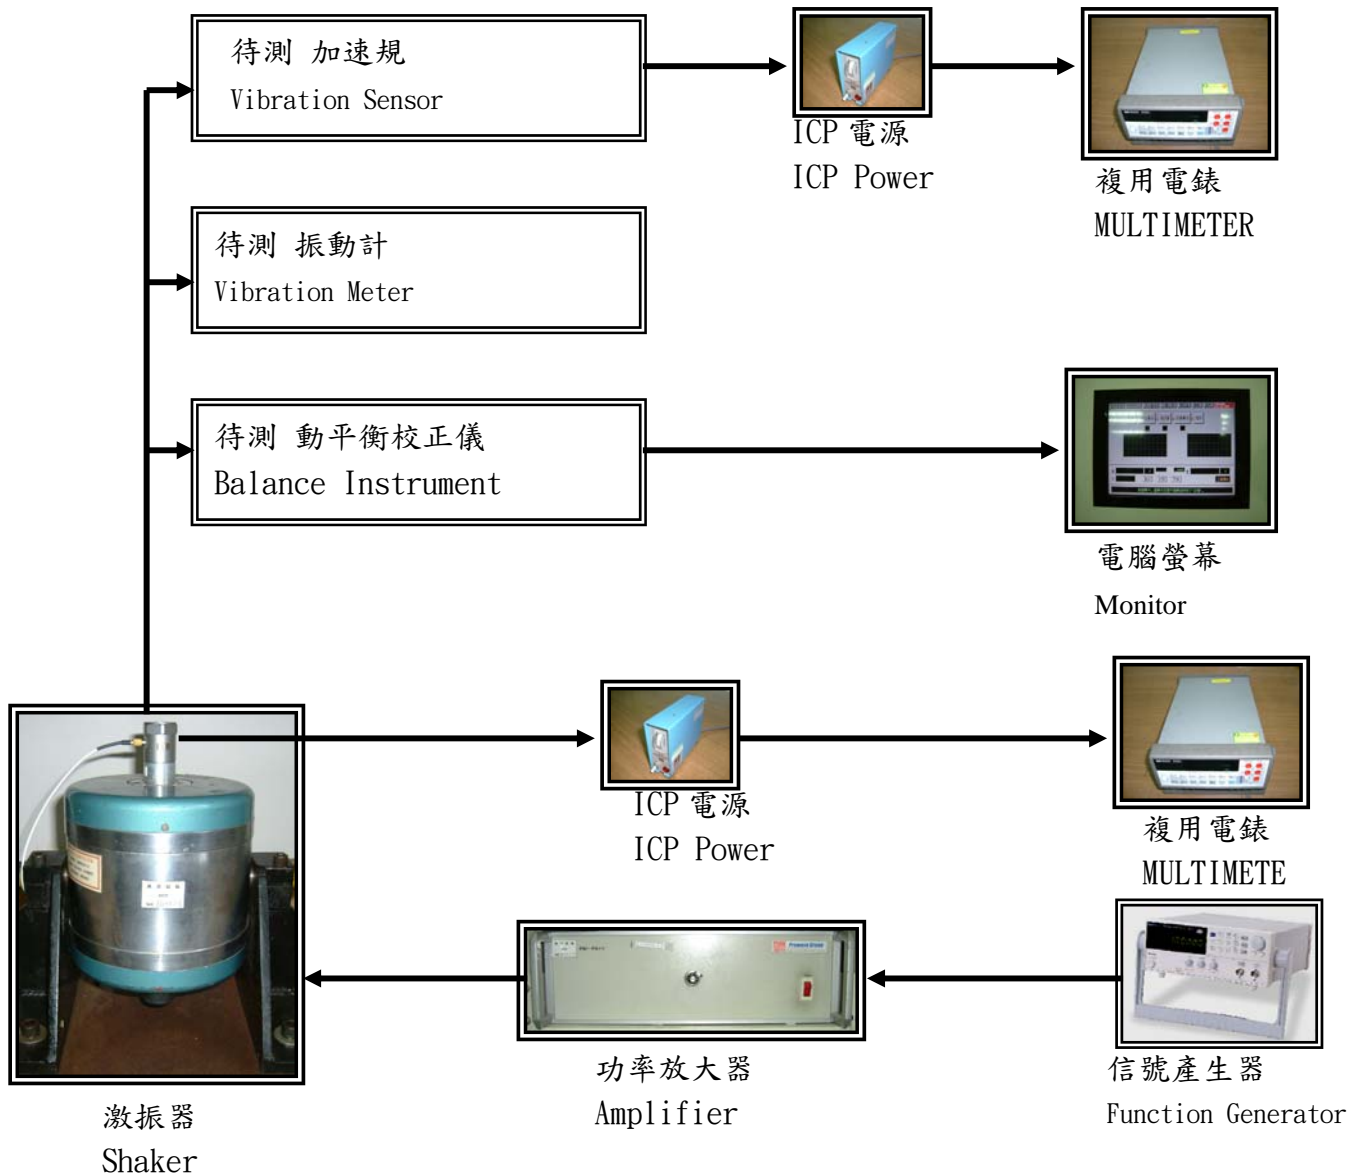 待測 加速規
Vibration Sensor
ICP 電源
ICP Power
複用電錶
MULTIMETER
待測 振動計
Vibration Meter
待測 動平衡校正儀
Balance Instrument
電腦螢幕
Monitor
ICP 電源
ICP Power
複用電錶
MULTIMETE
功率放大器
Amplifier
信號產生器
Function Generator
激振器
Shaker